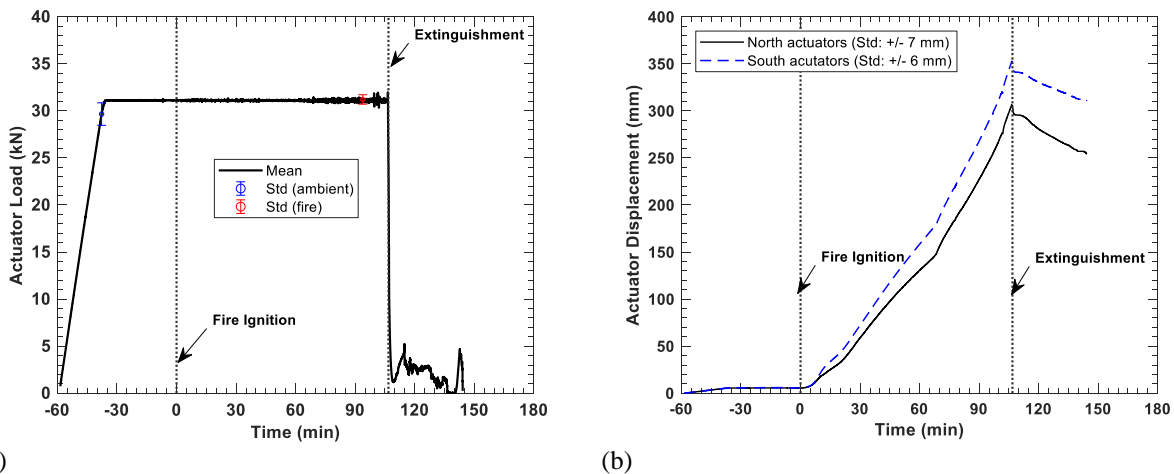 40
35
30
25
20
15
10
5
0
Actuator Load (kN)
Extinguishment
Mean
Std (ambient)
Std (fire)
Fire Ignition
-60 -30 0 30 60 90 120 150 180
Time (min)
)
400
350
300
250
200
150
100
50
0
Actuator Displacement (mm)
North actuators (Std: +/- 7 mm)
South acutators (Std: +/- 6 mm)
Fire Ignition
Extinguishment
-60 -30 0 30 60 90 120 150 180
Time (min)
(b)